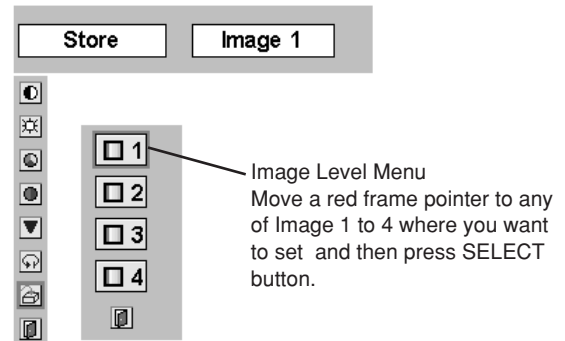 Store Image 1
1
2
3
4
Image Level Menu
Move a red frame pointer to any
of Image 1 to 4 where you want
to set and then press SELECT
button.